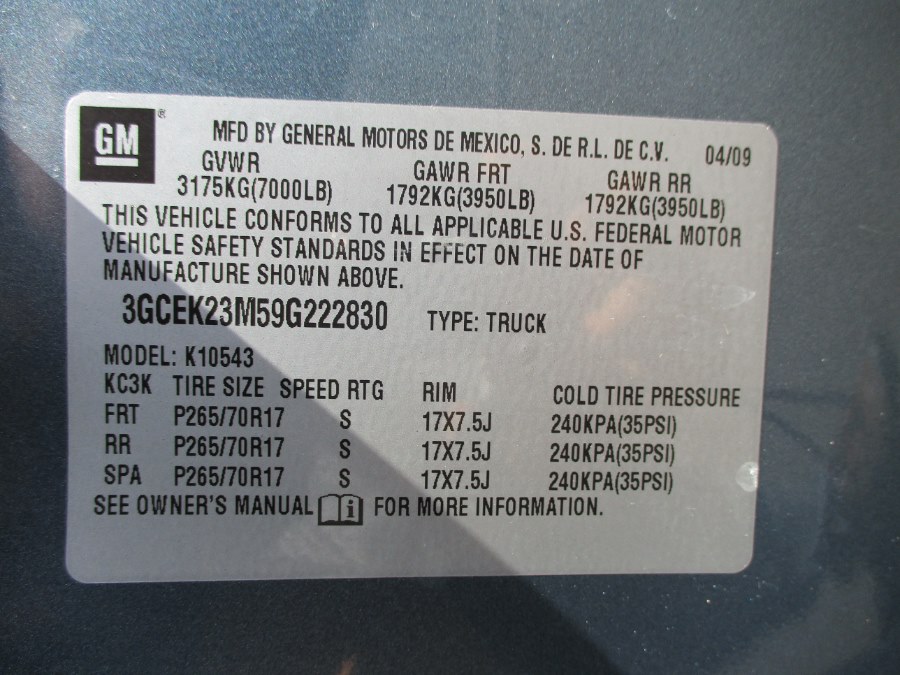 GM ® MFD BY GENERAL MOTORS DE MEXICO, S. DE R.L. DE C.V. 04/09
GVWR GAWR FRT GAWR RR
3175KG(7000LB) 1792KG(3950LB) 1792KG(3950LB)
THIS VEHICLE CONFORMS TO ALL APPLICABLE U.S. FEDERAL MOTOR
VEHICLE SAFETY STANDARDS IN EFFECT ON THE DATE OF
MANUFACTURE SHOWN ABOVE.
3GCEK23M59G222830 TYPE: TRUCK
MODEL: K10543
KC3K TIRE SIZE SPEED RTG RIM COLD TIRE PRESSURE
FRT P265/70R17 S 17X7.5J 240KPA(35PSI)
RR P265/70R17 S 17X7.5J 240KPA(35PSI)
SPA P265/70R17 S 17X7.5J 240KPA(35PSI)
SEE OWNER'S MANUAL i FOR MORE INFORMATION.